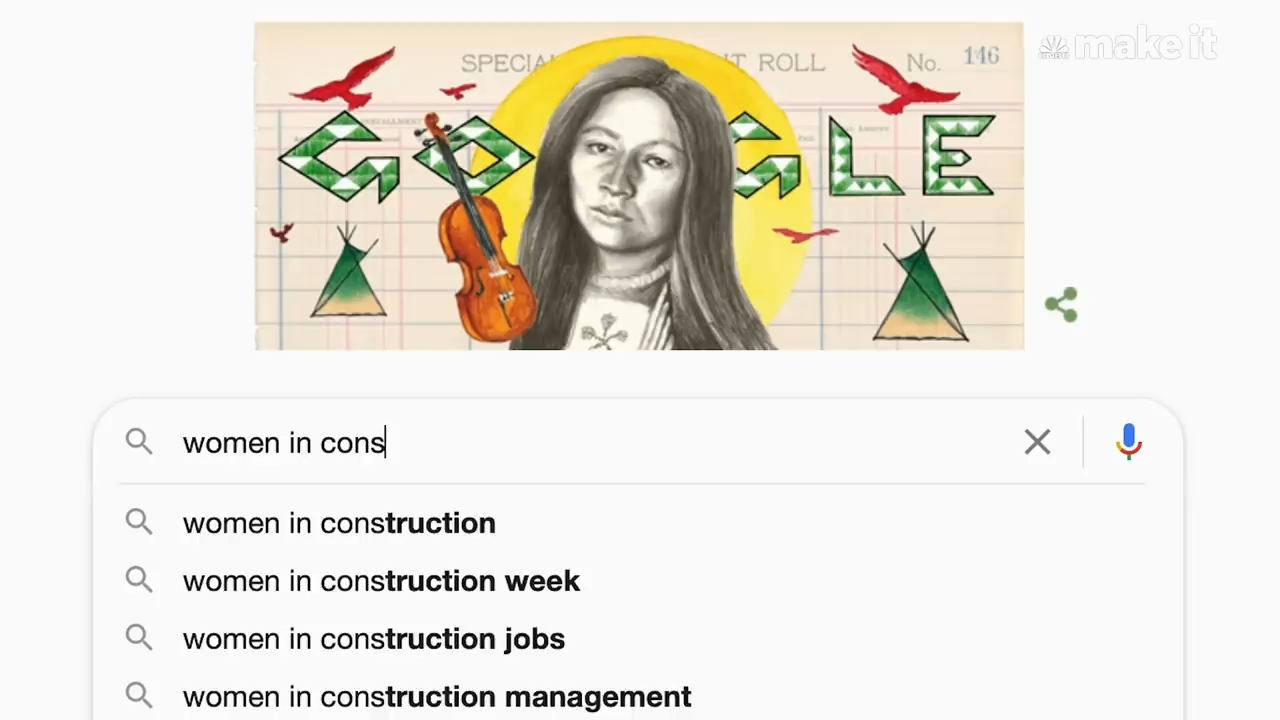 SPECIA T ROLL No. 146
GOOGLE
make it
women in cons
women in construction
women in construction week
women in construction jobs
women in construction management